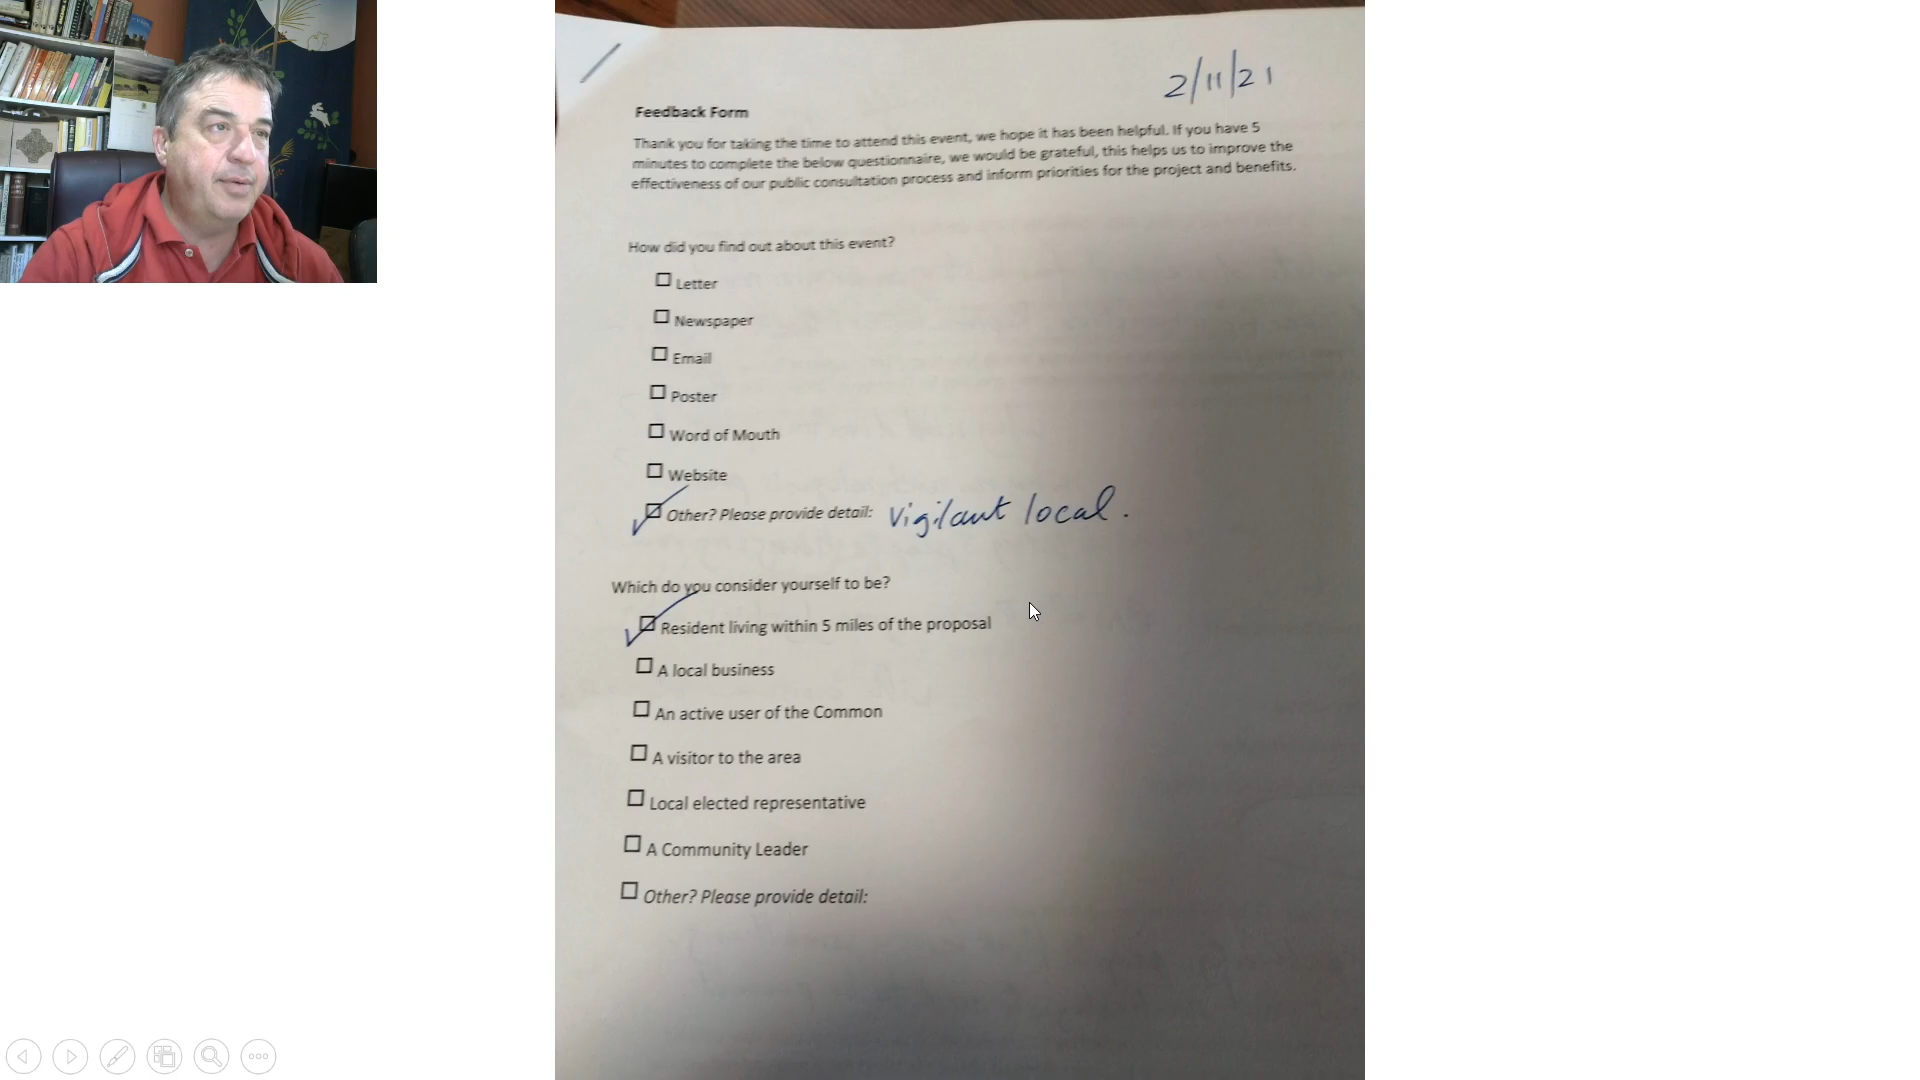 2/11/21
Feedback Form
Thank you for taking the time to attend this event, we hope it has been helpful. If you have 5
minutes to complete the below questionnaire, we would be grateful, this helps us to improve the
effectiveness of our public consultation process and inform priorities for the project and benefits.
How did you find out about this event?
Letter
Newspaper
Email
Poster
Word of Mouth
Website
Other? Please provide detail: Vigilant local.
Which do you consider yourself to be?
Resident living within 5 miles of the proposal
A local business
An active user of the Common
A visitor to the area
Local elected representative
A Community Leader
Other? Please provide detail: